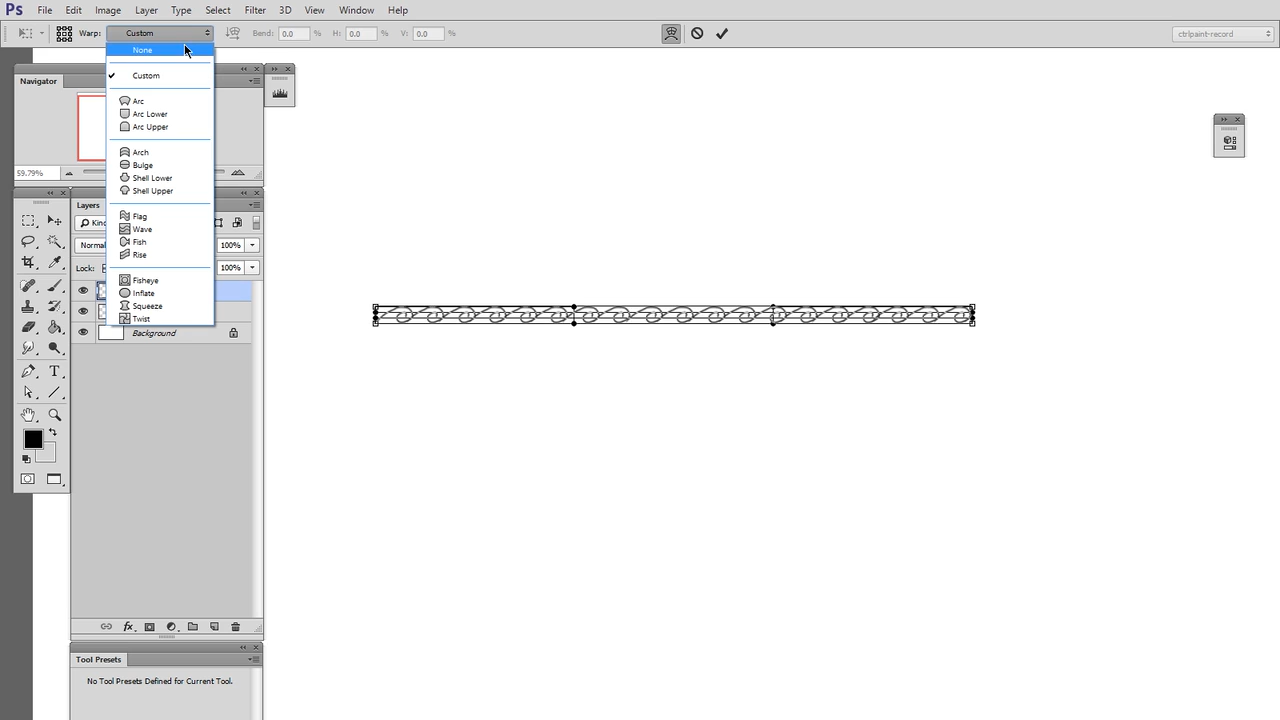 Ps File Edit Image Layer Type Select Filter 3D View Window Help
Warp: Custom Bend: 0.0 % H: 0.0 % V: 0.0 % ctrlpaint-record
None
Custom
Arc
Arc Lower
Arc Upper
Arch
Bulge
Shell Lower
Shell Upper
Flag
Wave
Fish
Rise
Fisheye
Inflate
Squeeze
Twist
Navigator
59.79%
Layers
Kind
Normal 100%
Lock: 100%
Background
fx
T
Tool Presets
No Tool Presets Defined for Current Tool.